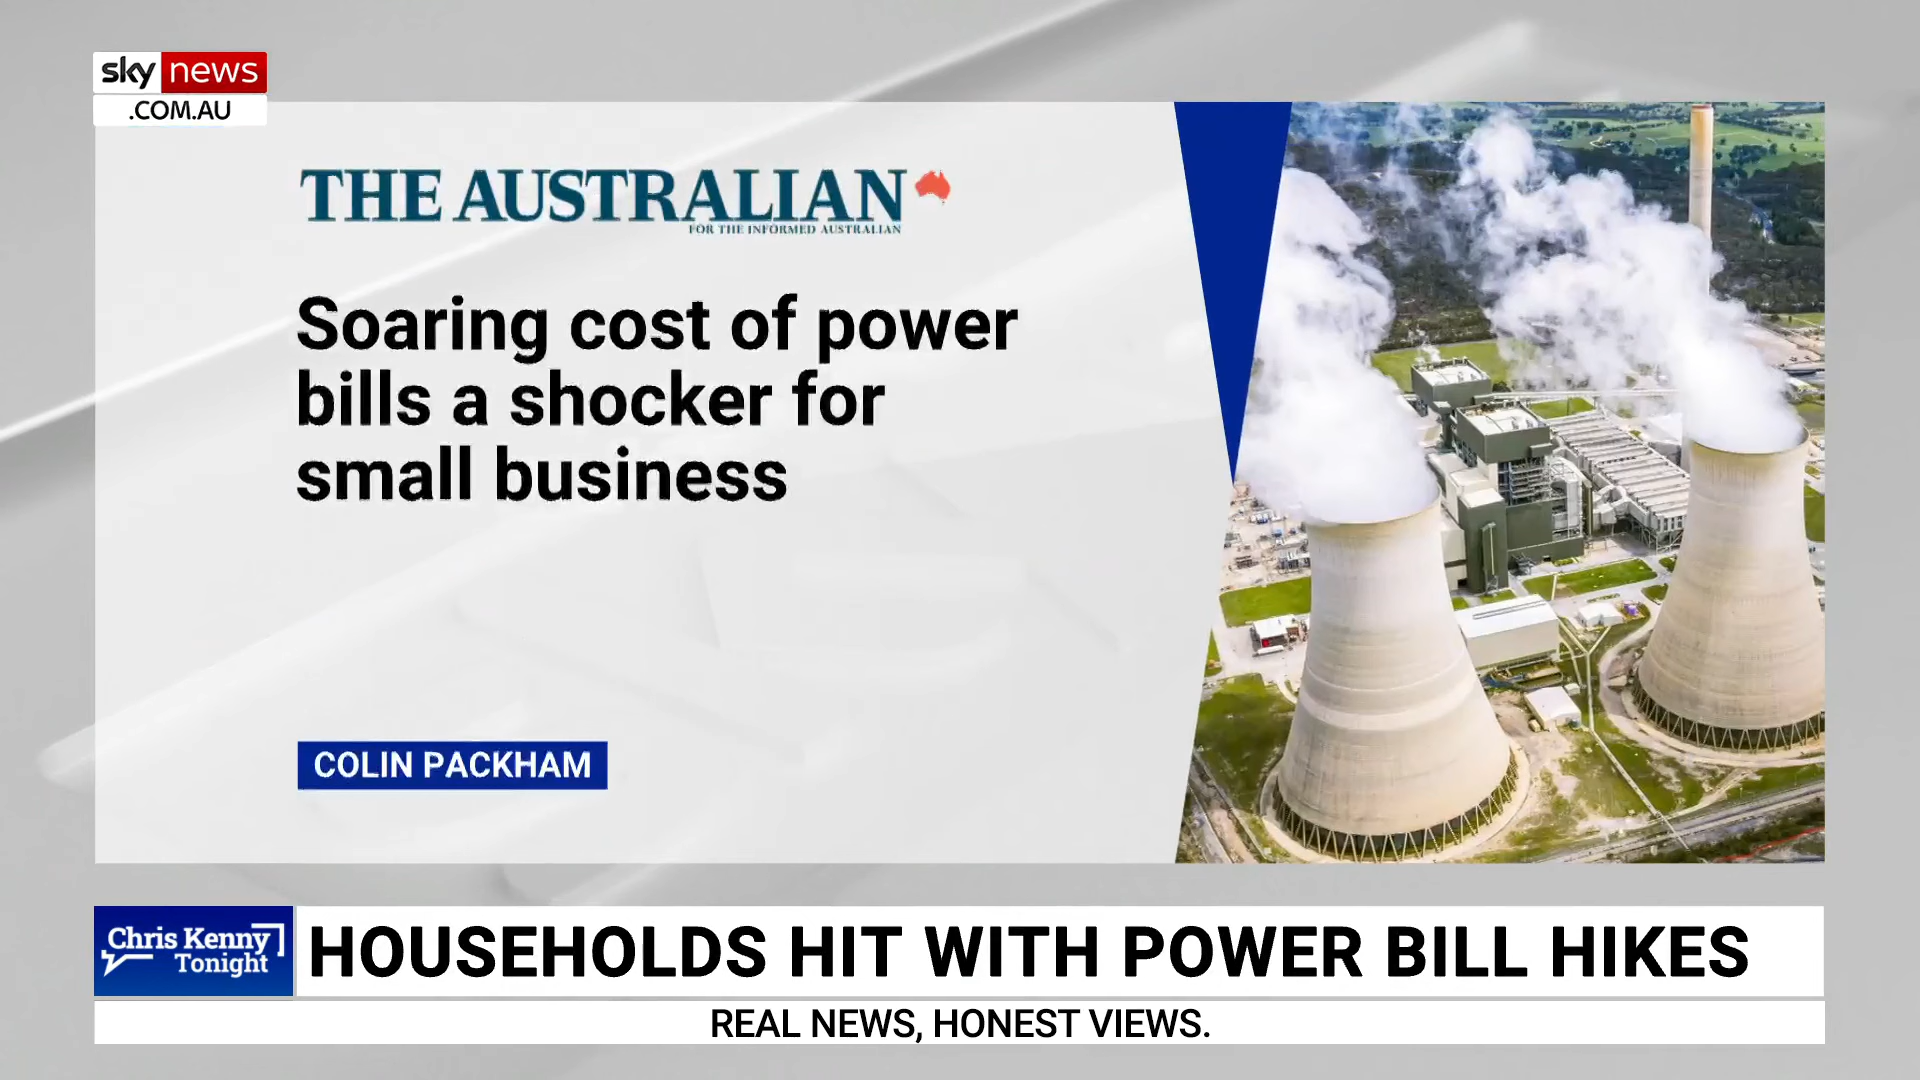 sky news
.COM.AU
THE AUSTRALIAN
FOR THE INFORMED AUSTRALIAN
Soaring cost of power
bills a shocker for
small business
COLIN PACKHAM
Chris Kenny
Tonight
HOUSEHOLDS HIT WITH POWER BILL HIKES
REAL NEWS, HONEST VIEWS.